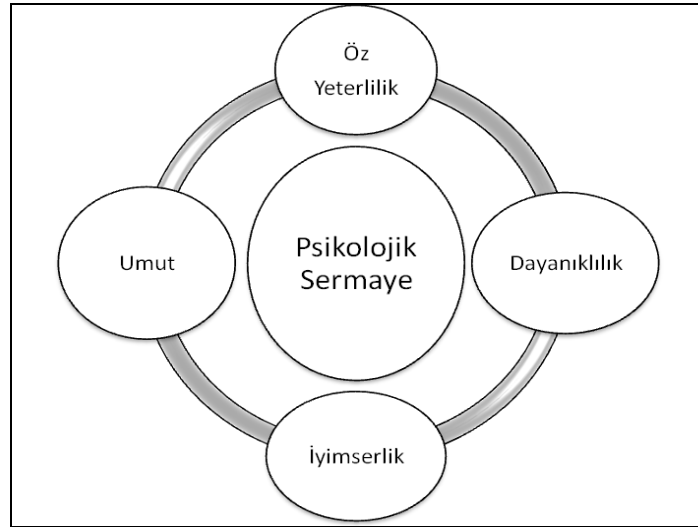 Öz
Yeterlilik
Umut
Psikolojik
Sermaye
Dayanıklılık
İyimserlik